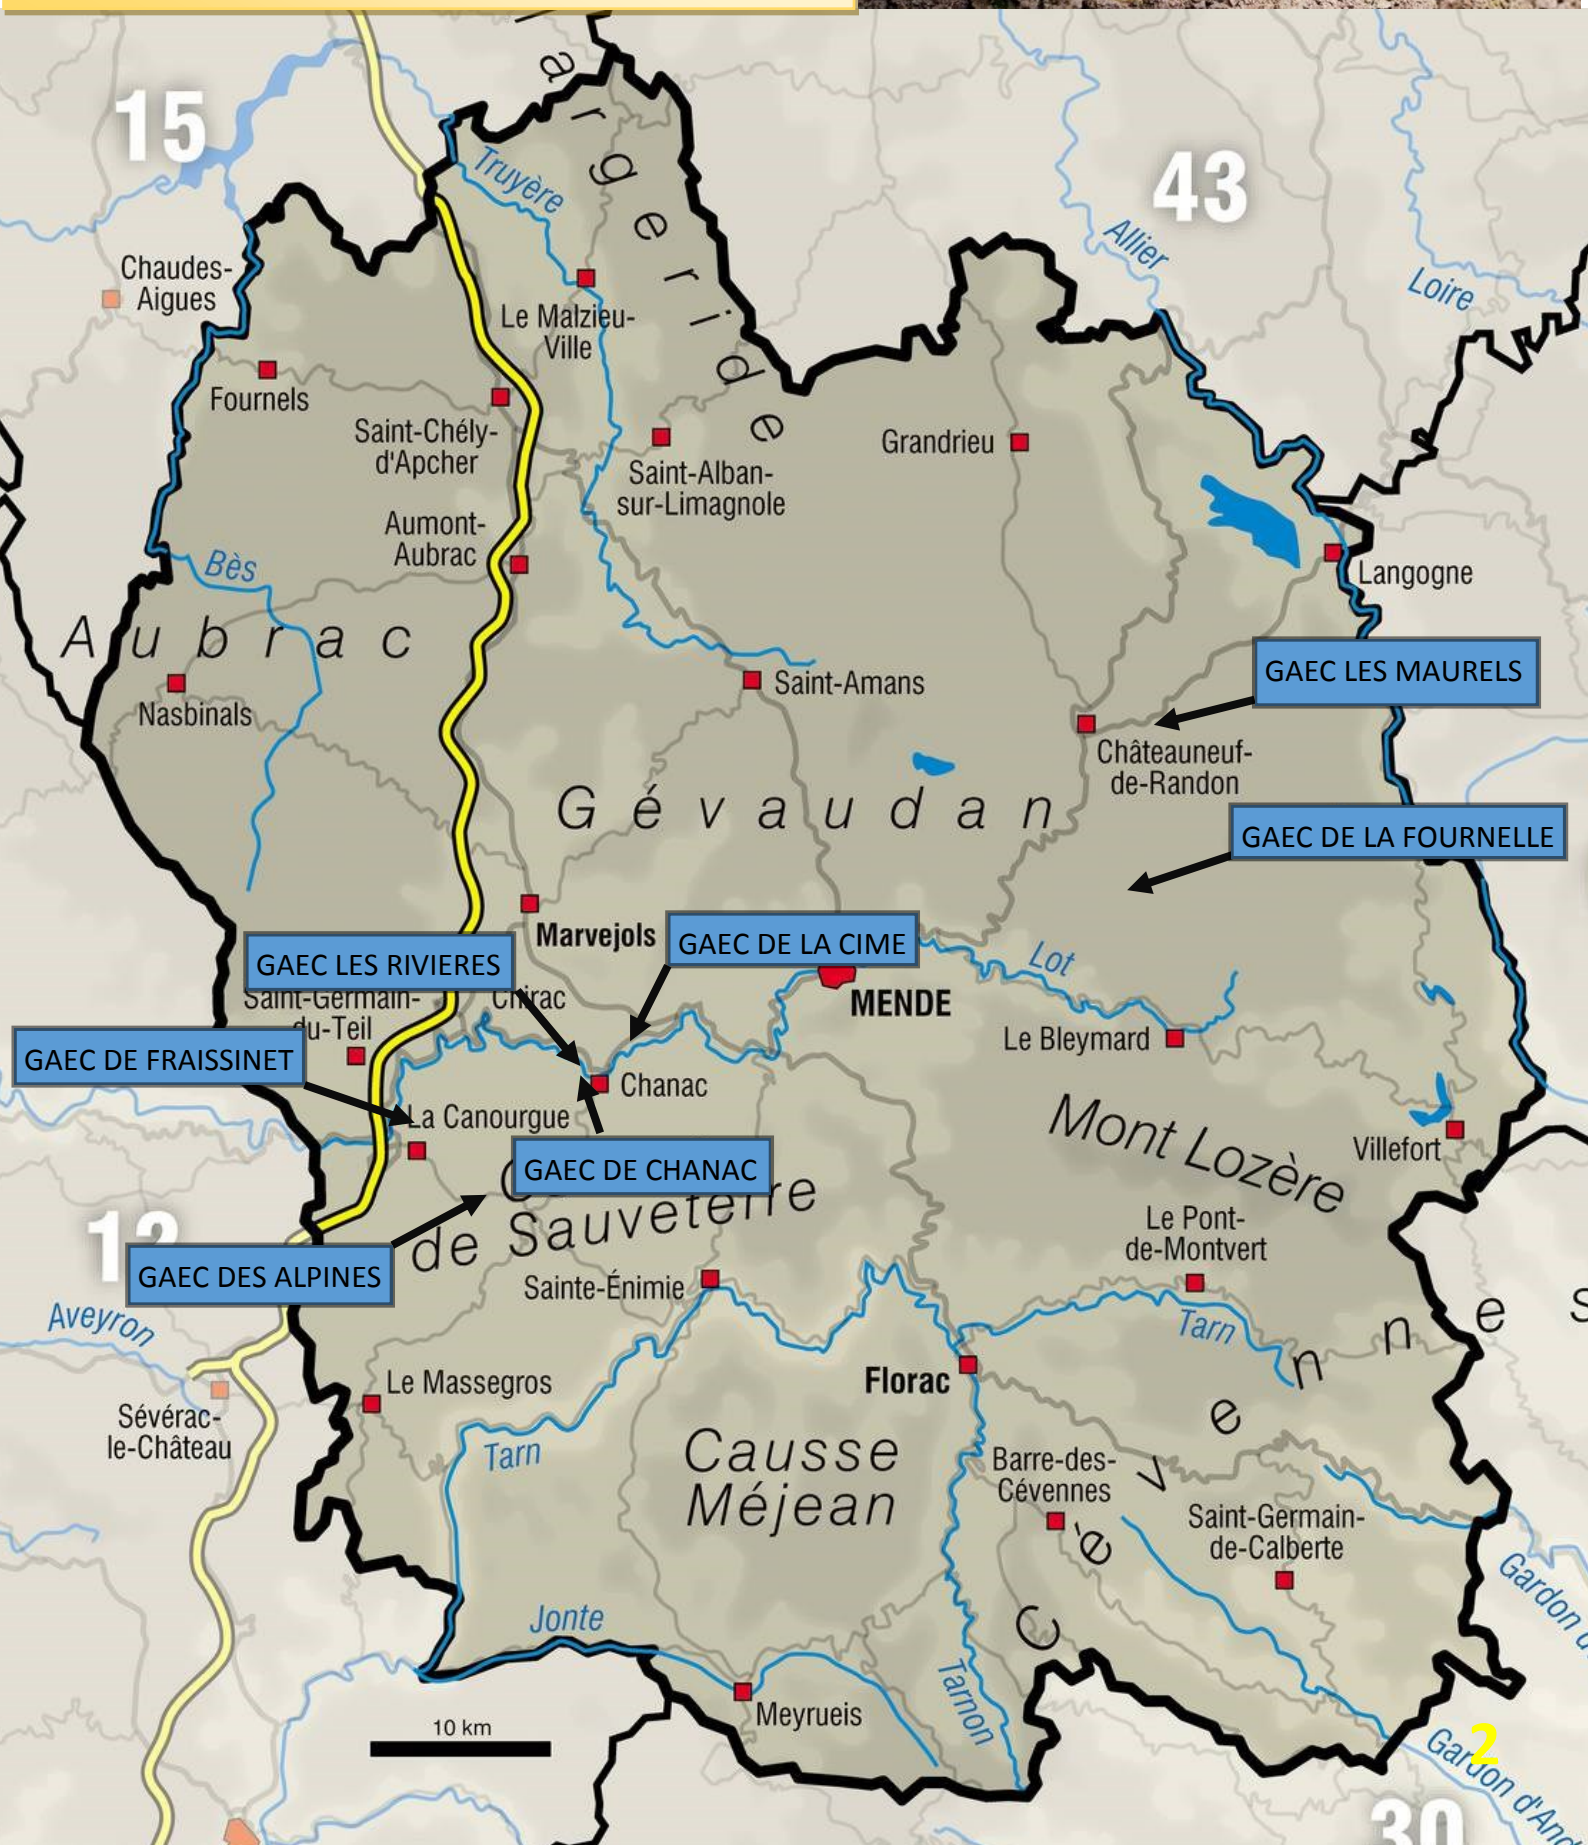 15
43
Margeride
Truyère
Allier
Loire
Chaudes-
Aigues
Le Malzieu-
Ville
Fournels
Saint-Chély-
d'Apcher
Saint-Alban-
sur-Limagnole
Grandrieu
Aumont-
Aubrac
Bès
Langogne
Aubrac
GAEC LES MAURELS
Saint-Amans
Nasbinals
Châteauneuf-
de-Randon
Gévaudan
GAEC DE LA FOURNELLE
Marvejols
GAEC DE LA CIME
GAEC LES RIVIERES
Lot
Saint-Germain-
du-Teil
Chirac
MENDE
Le Bleymard
GAEC DE FRAISSINET
Chanac
La Canourgue
Mont Lozère
Villefort
GAEC DE CHANAC
de Sauveterre
12
Le Pont-
de-Montvert
GAEC DES ALPINES
Sainte-Énimie
Aveyron
Tarn
Cévennes
Florac
Le Massegros
Sévérac-
le-Château
Tarn
Causse
Méjean
Barre-des-
Cévennes
Saint-Germain-
de-Calberte
Gardon
Jonte
Tarnon
Meyrueis
10 km
2
Gardon
30